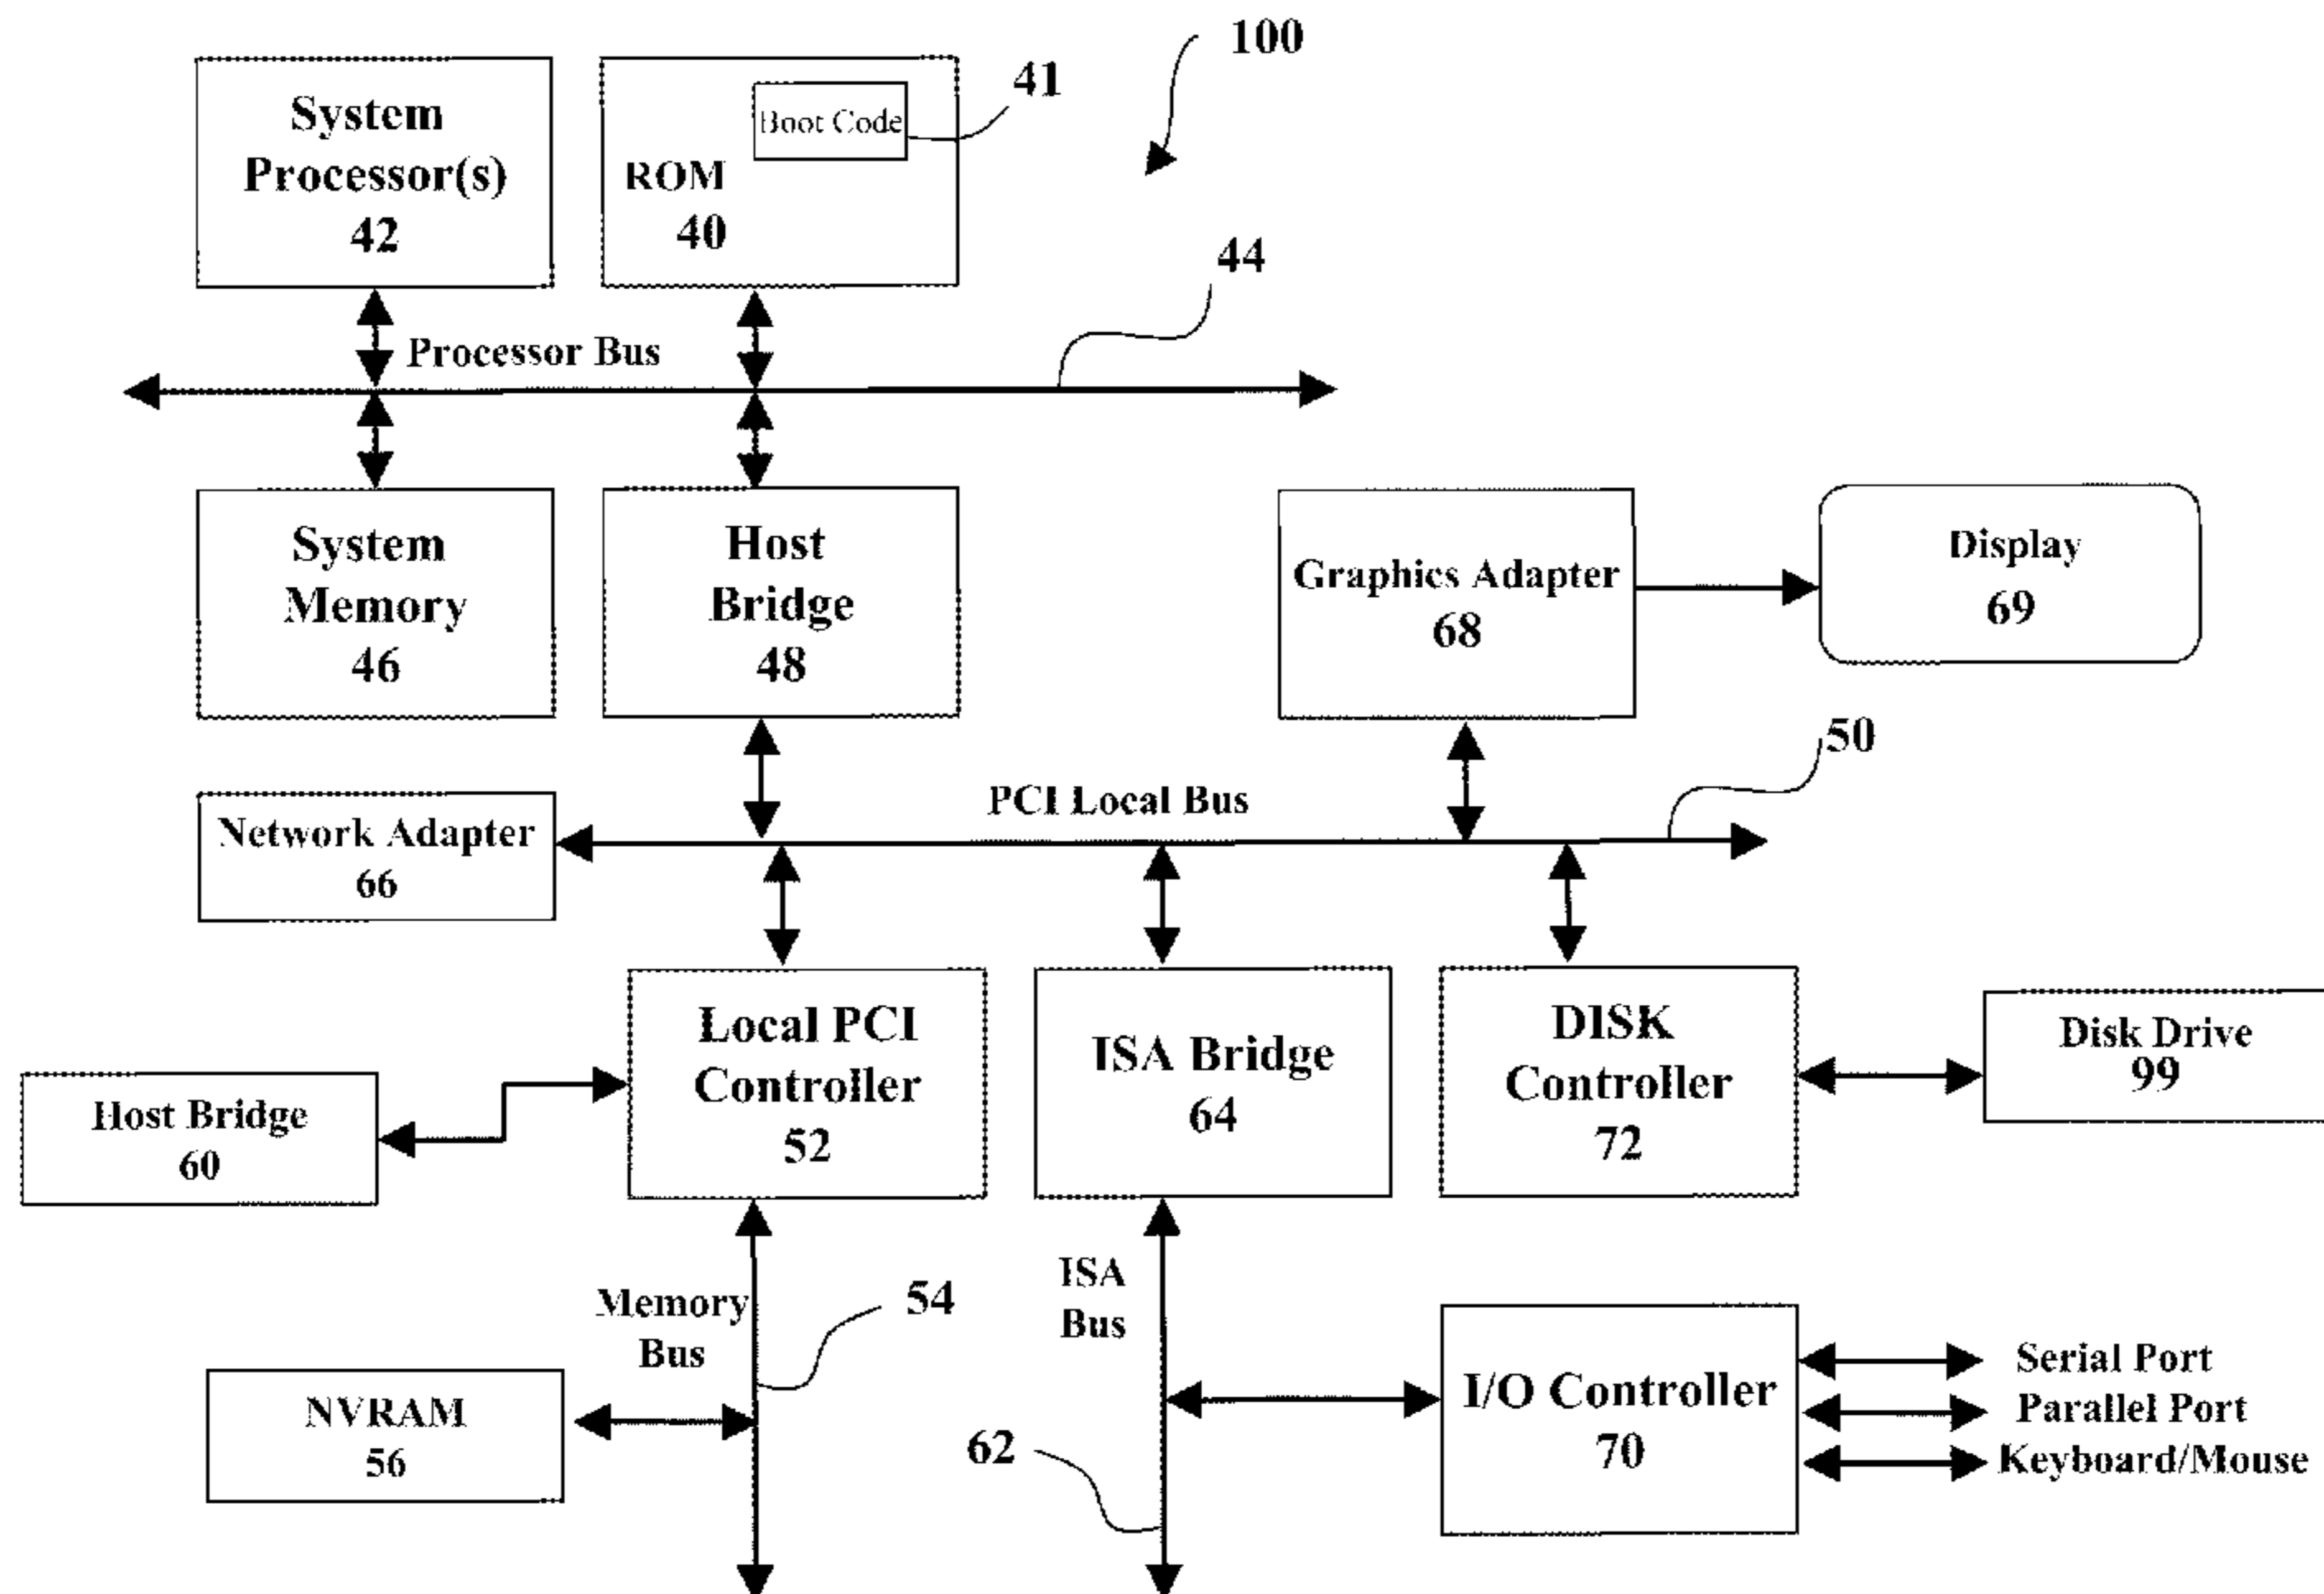 100
System
Processor(s)
42
Boot Code
41
ROM
40
44
Processor Bus
System
Memory
46
Host
Bridge
48
Graphics Adapter
68
Display
69
50
PCI Local Bus
Network Adapter
66
Local PCI
Controller
52
ISA Bridge
64
DISK
Controller
72
Disk Drive
99
Host Bridge
60
Memory
Bus
54
ISA
Bus
NVRAM
56
62
I/O Controller
70
Serial Port
Parallel Port
Keyboard/Mouse